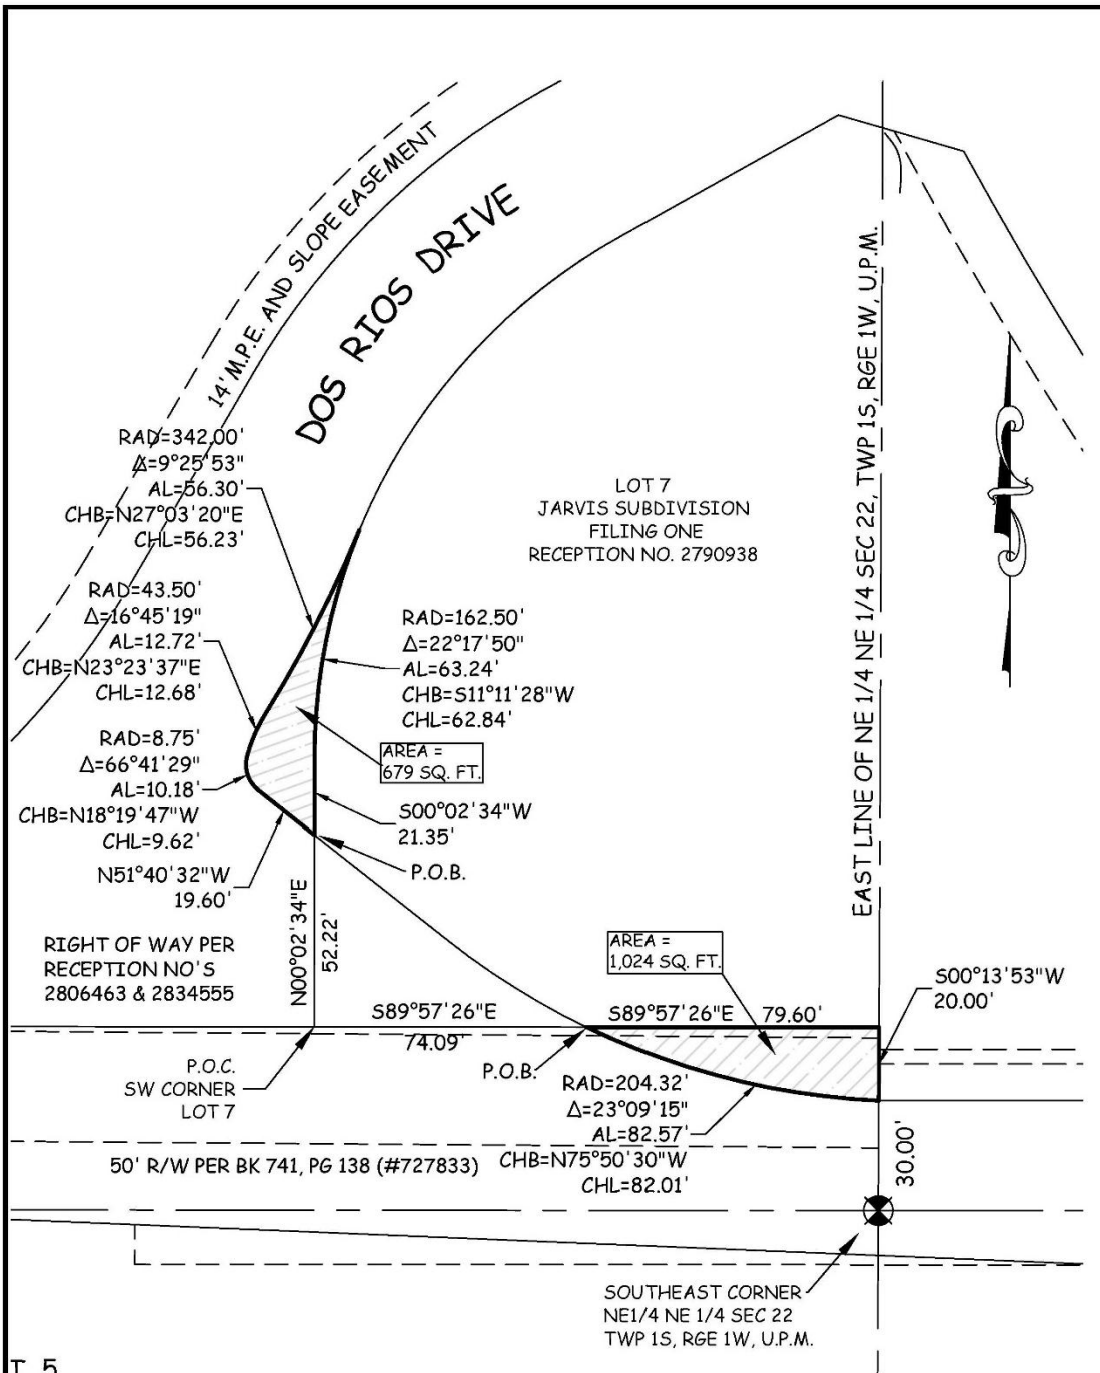 14' M.P.E. AND SLOPE EASEMENT
DOS RIOS DRIVE
EAST LINE OF NE 1/4 NE 1/4 SEC 22, TWP 1S, RGE 1W, U.P.M.
RAD=342.00'
Δ=9°25'53"
AL=56.30'
CHB=N27°03'20"E
CHL=56.23'
LOT 7
JARVIS SUBDIVISION
FILING ONE
RECEPTION NO. 2790938
RAD=43.50'
Δ=16°45'19"
AL=12.72'
CHB=N23°23'37"E
CHL=12.68'
RAD=162.50'
Δ=22°17'50"
AL=63.24'
CHB=S11°11'28"W
CHL=62.84'
RAD=8.75'
Δ=66°41'29"
AL=10.18'
CHB=N18°19'47"W
CHL=9.62'
AREA =
679 SQ. FT.
S00°02'34"W
21.35'
P.O.B.
N51°40'32"W
19.60'
N00°02'34"E
52.22'
RIGHT OF WAY PER
RECEPTION NO'S
2806463 & 2834555
AREA =
1,024 SQ. FT.
S00°13'53"W
20.00'
S89°57'26"E
74.09'
S89°57'26"E 79.60'
P.O.C.
SW CORNER
LOT 7
P.O.B.
RAD=204.32'
Δ=23°09'15"
AL=82.57'
CHB=N75°50'30"W
CHL=82.01'
30.00'
50' R/W PER BK 741, PG 138 (#727833)
SOUTHEAST CORNER
NE1/4 NE 1/4 SEC 22
TWP 1S, RGE 1W, U.P.M.
T 5